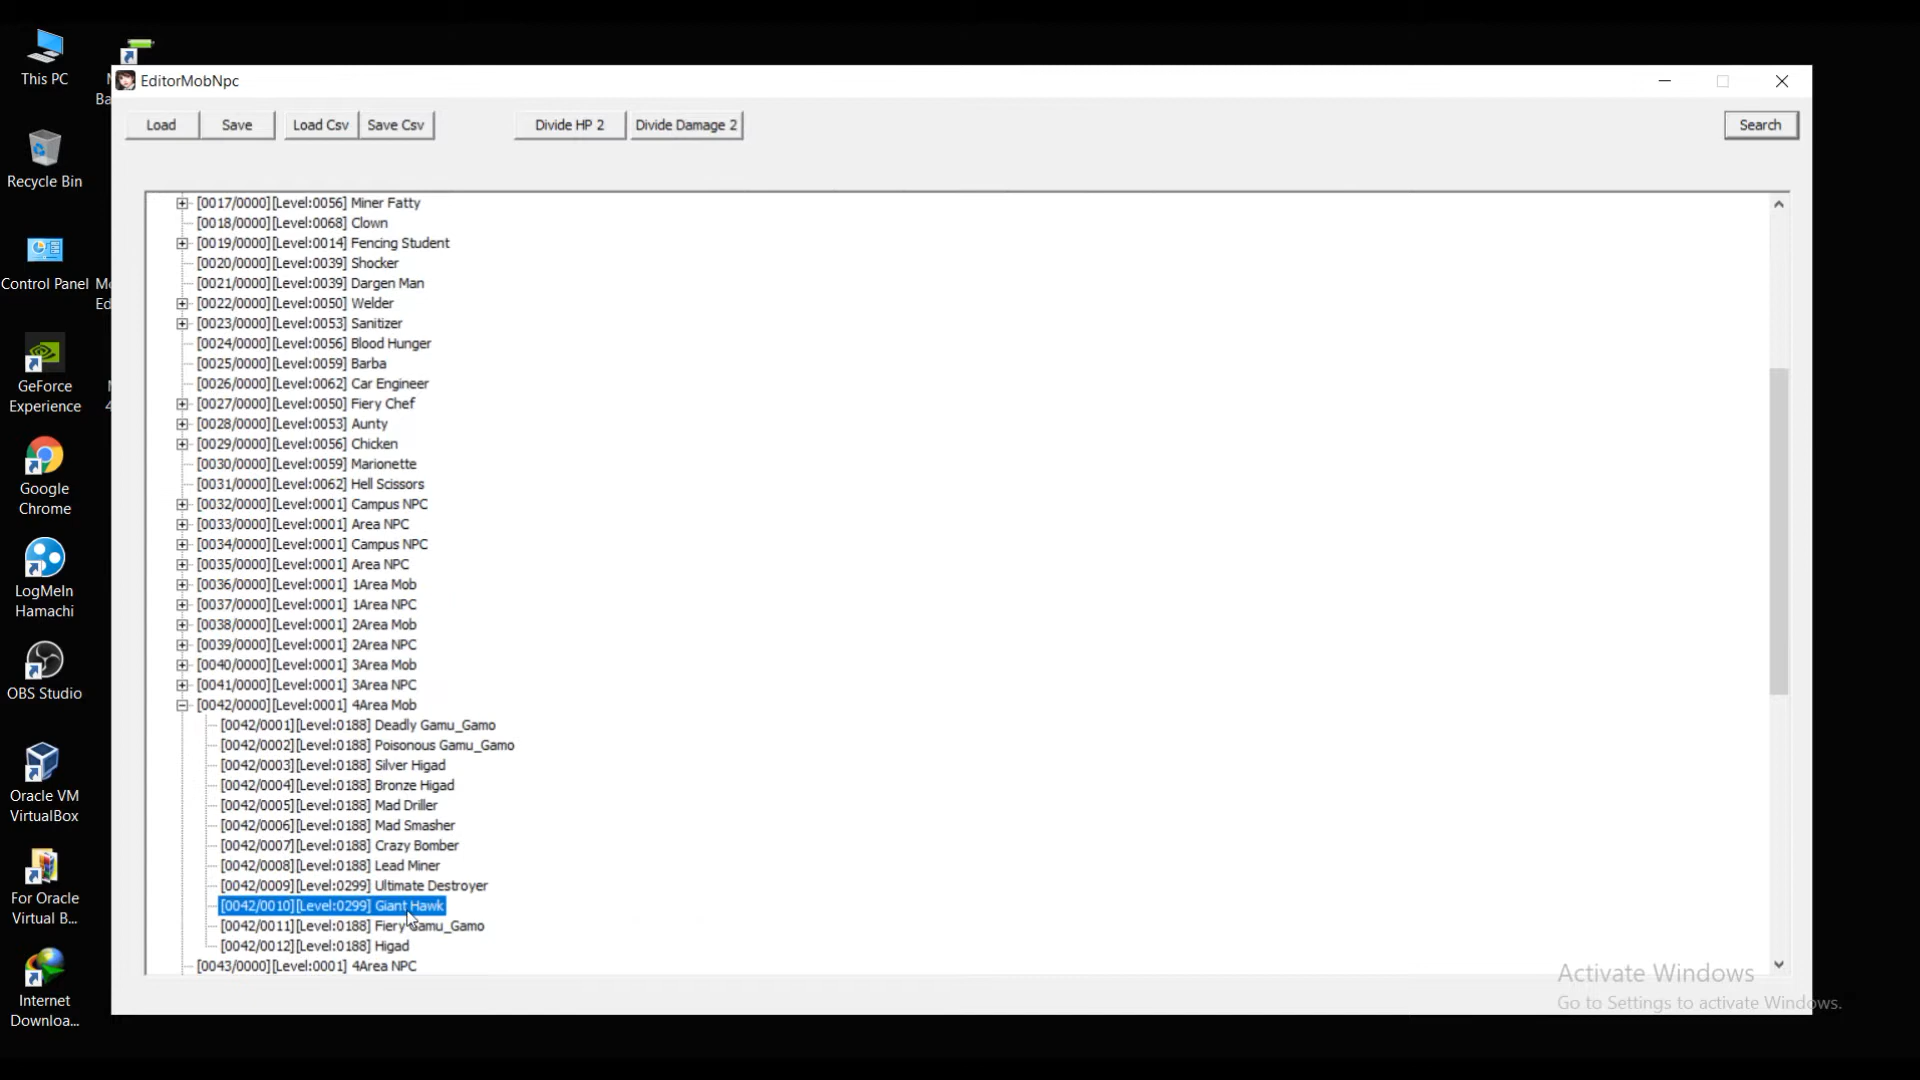 This PC
Recycle Bin
Control Panel
GeForce
Experience
Google
Chrome
LogMeIn
Hamachi
OBS Studio
Oracle VM
VirtualBox
For Oracle
Virtual B...
Internet
Downloa...
EditorMobNpc
Load
Save
Load Csv
Save Csv
Divide HP 2
Divide Damage 2
Search
[0017/0000][Level:0056] Miner Fatty
[0018/0000][Level:0068] Clown
[0019/0000][Level:0014] Fencing Student
[0020/0000][Level:0039] Shocker
[0021/0000][Level:0039] Dargen Man
[0022/0000][Level:0050] Welder
[0023/0000][Level:0053] Sanitizer
[0024/0000][Level:0056] Blood Hunger
[0025/0000][Level:0059] Barba
[0026/0000][Level:0062] Car Engineer
[0027/0000][Level:0050] Fiery Chef
[0028/0000][Level:0053] Aunty
[0029/0000][Level:0056] Chicken
[0030/0000][Level:0059] Marionette
[0031/0000][Level:0062] Hell Scissors
[0032/0000][Level:0001] Campus NPC
[0033/0000][Level:0001] Area NPC
[0034/0000][Level:0001] Campus NPC
[0035/0000][Level:0001] Area NPC
[0036/0000][Level:0001] 1Area Mob
[0037/0000][Level:0001] 1Area NPC
[0038/0000][Level:0001] 2Area Mob
[0039/0000][Level:0001] 2Area NPC
[0040/0000][Level:0001] 3Area Mob
[0041/0000][Level:0001] 3Area NPC
[0042/0000][Level:0001] 4Area Mob
[0042/0001][Level:0188] Deadly Gamu_Gamo
[0042/0002][Level:0188] Poisonous Gamu_Gamo
[0042/0003][Level:0188] Silver Higad
[0042/0004][Level:0188] Bronze Higad
[0042/0005][Level:0188] Mad Driller
[0042/0006][Level:0188] Mad Smasher
[0042/0007][Level:0188] Crazy Bomber
[0042/0008][Level:0188] Lead Miner
[0042/0009][Level:0299] Ultimate Destroyer
[0042/0010][Level:0299] Giant Hawk
[0042/0011][Level:0188] Fiery Gamu_Gamo
[0042/0012][Level:0188] Higad
[0043/0000][Level:0001] 4Area NPC
Activate Windows
Go to Settings to activate Windows.